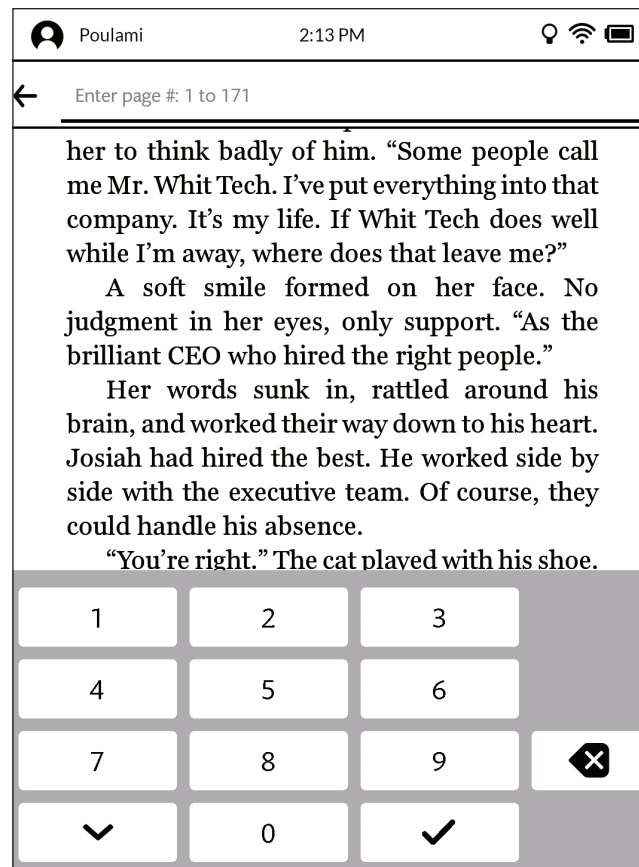 Poulami 2:13 PM
Enter page #: 1 to 171
her to think badly of him. “Some people call
me Mr. Whit Tech. I’ve put everything into that
company. It’s my life. If Whit Tech does well
while I’m away, where does that leave me?”
A soft smile formed on her face. No
judgment in her eyes, only support. “As the
brilliant CEO who hired the right people.”
Her words sunk in, rattled around his
brain, and worked their way down to his heart.
Josiah had hired the best. He worked side by
side with the executive team. Of course, they
could handle his absence.
“You’re right.” The cat played with his shoe.
1 2 3
4 5 6
7 8 9
0